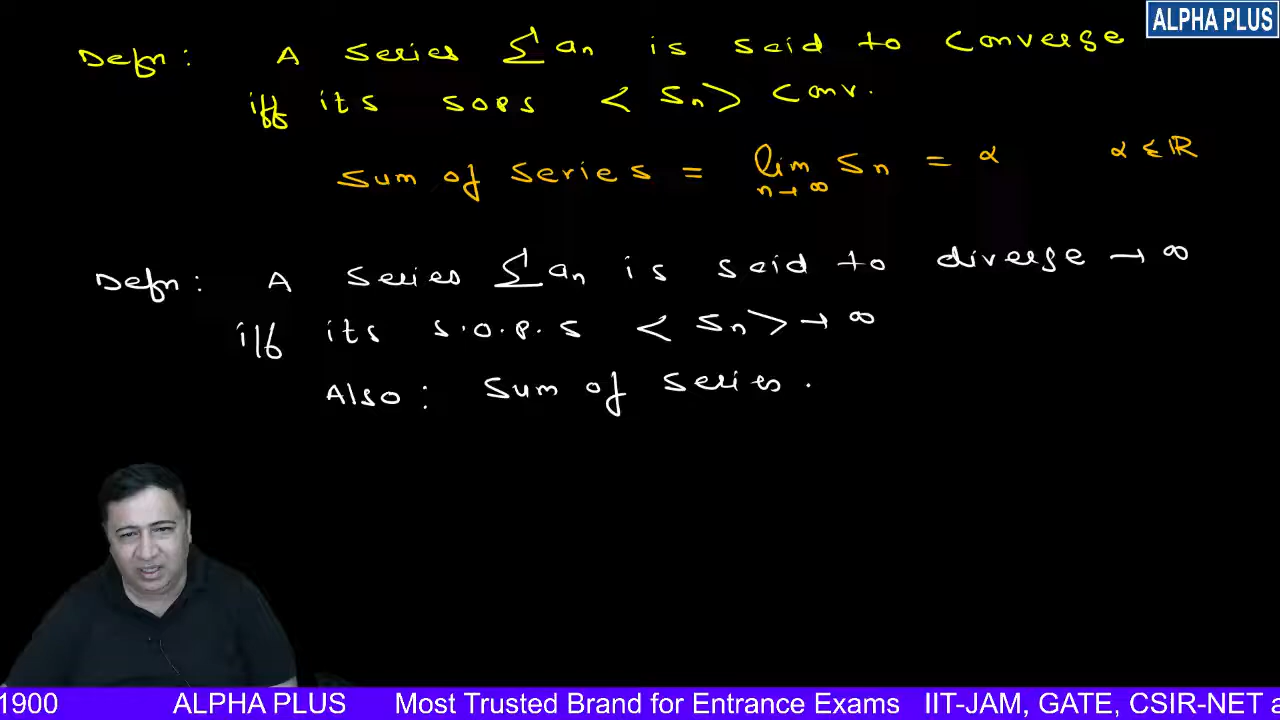 ALPHA PLUS
Defn: A series ∑ aₙ is said to converge
iff its sops < Sₙ > conv.
Sum of series = lim Sₙ = α α ∈ ℝ
n→∞
Defn: A series ∑ aₙ is said to diverge → ∞
iff its s.o.p.s < Sₙ > → ∞
Also: Sum of series.
1900 ALPHA PLUS Most Trusted Brand for Entrance Exams IIT-JAM, GATE, CSIR-NET a